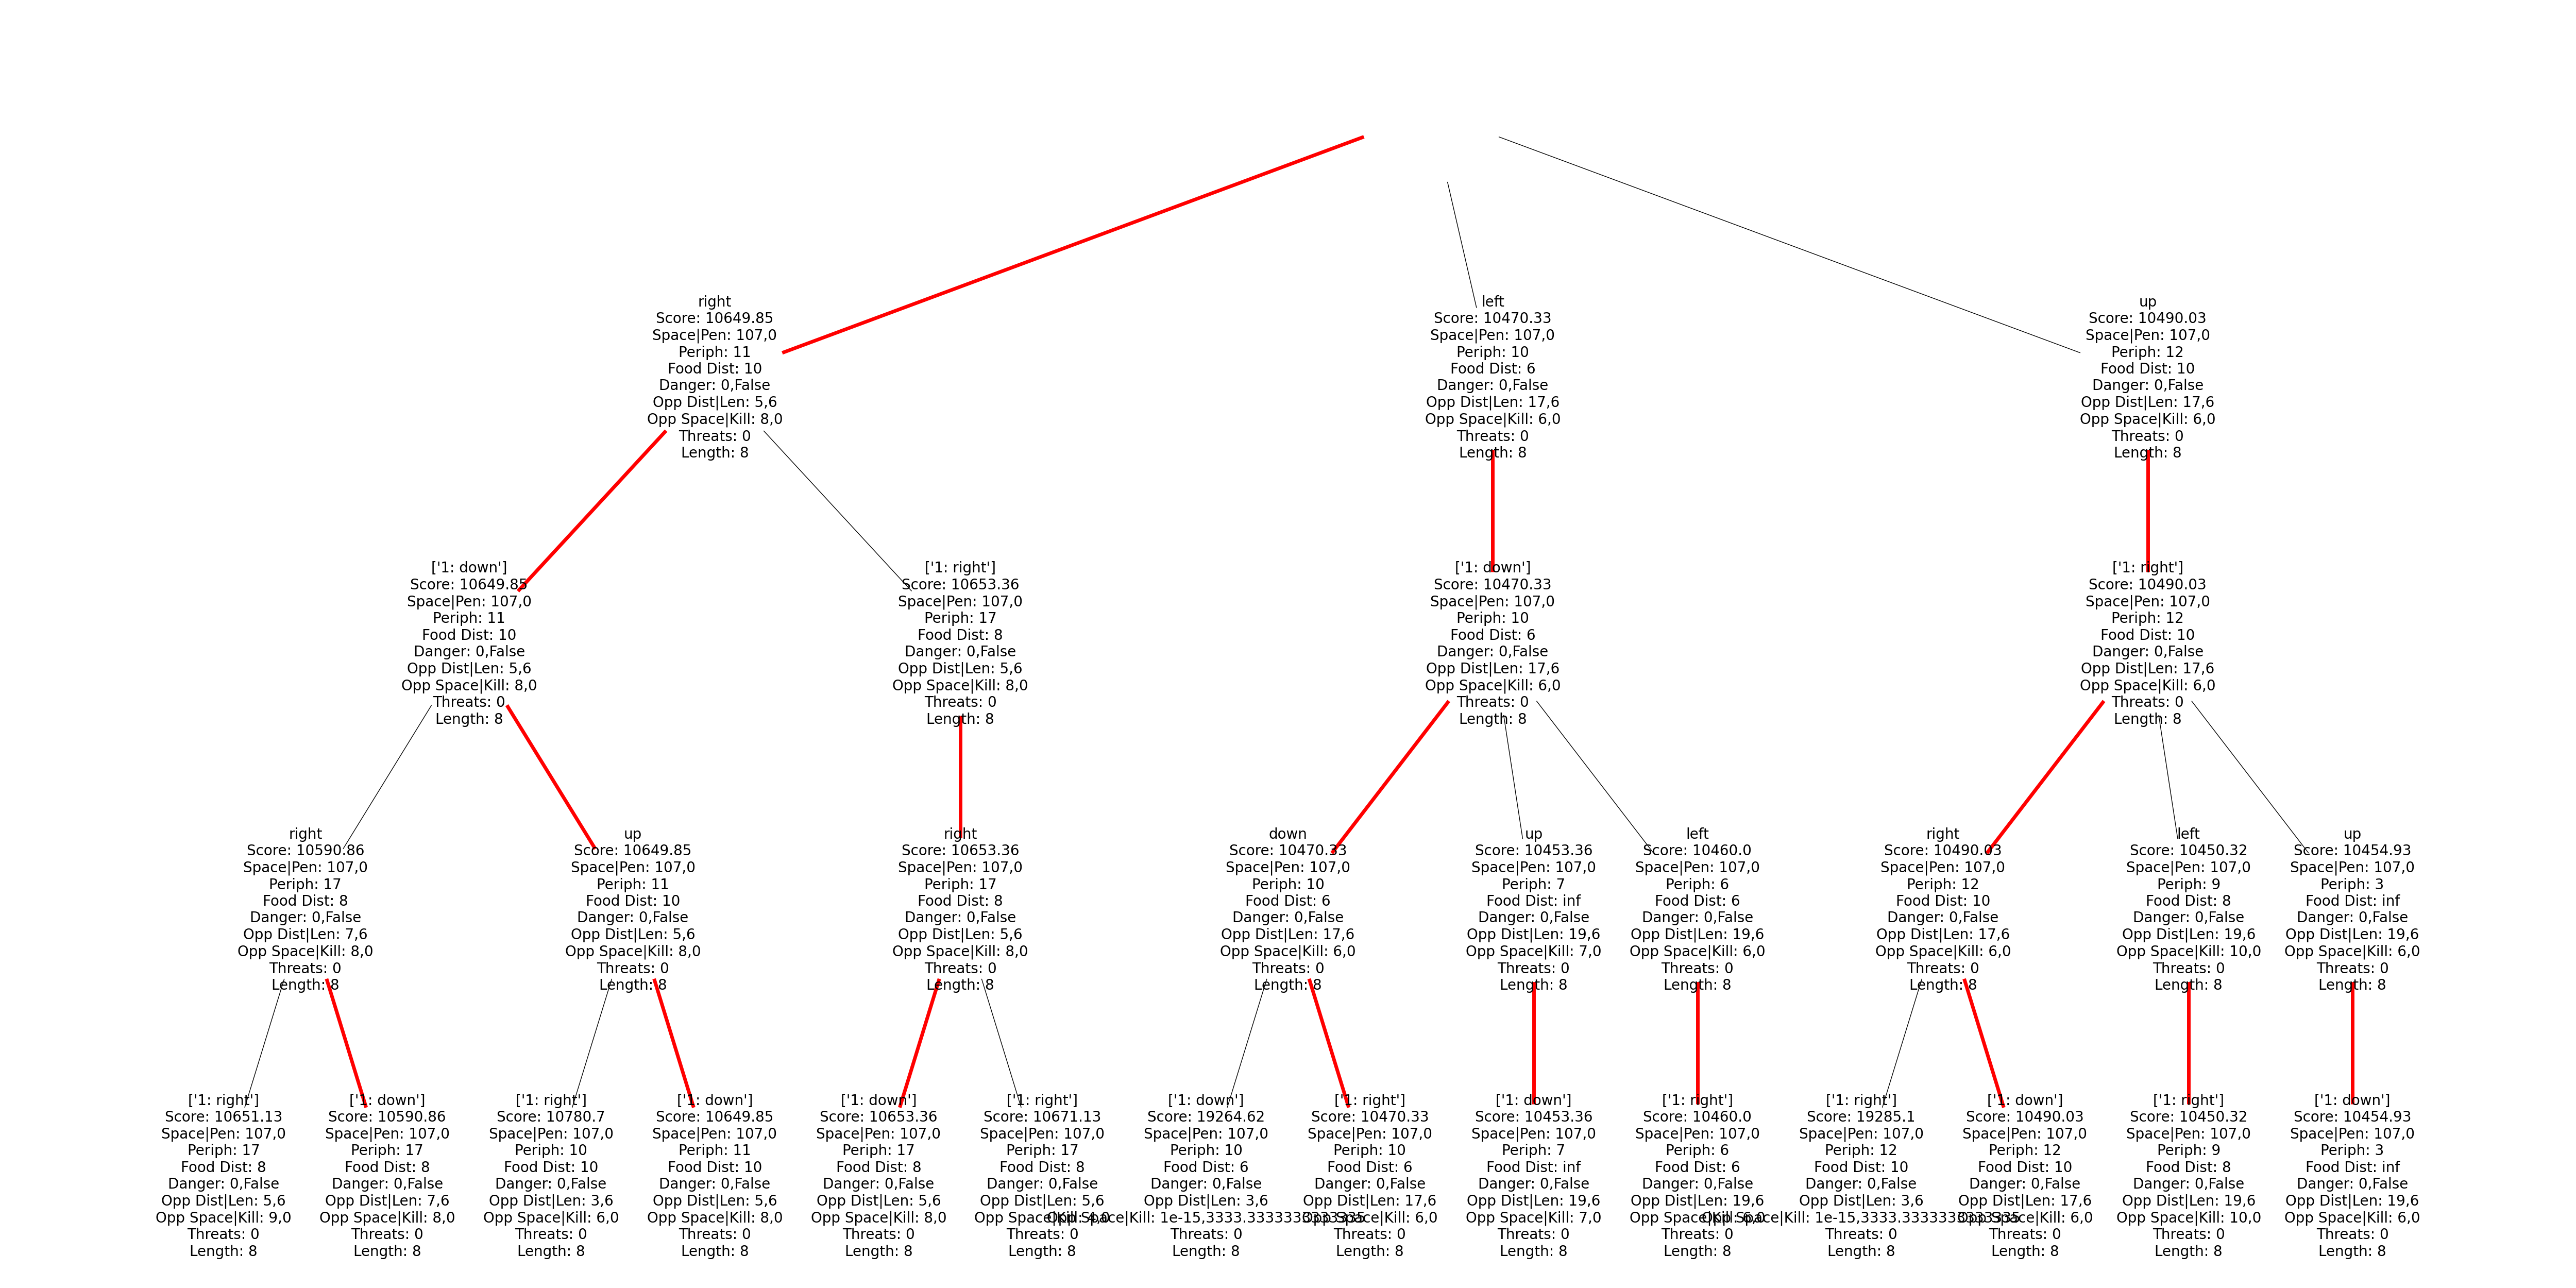 right
Score: 10649.85
Space|Pen: 107,0
Periph: 11
Food Dist: 10
Danger: 0,False
Opp Dist|Len: 5,6
Opp Space|Kill: 8,0
Threats: 0
Length: 8
left
Score: 10470.33
Space|Pen: 107,0
Periph: 10
Food Dist: 6
Danger: 0,False
Opp Dist|Len: 17,6
Opp Space|Kill: 6,0
Threats: 0
Length: 8
up
Score: 10490.03
Space|Pen: 107,0
Periph: 12
Food Dist: 10
Danger: 0,False
Opp Dist|Len: 17,6
Opp Space|Kill: 6,0
Threats: 0
Length: 8
['1: down']
Score: 10649.85
Space|Pen: 107,0
Periph: 11
Food Dist: 10
Danger: 0,False
Opp Dist|Len: 5,6
Opp Space|Kill: 8,0
Threats: 0
Length: 8
['1: right']
Score: 10653.36
Space|Pen: 107,0
Periph: 17
Food Dist: 8
Danger: 0,False
Opp Dist|Len: 5,6
Opp Space|Kill: 8,0
Threats: 0
Length: 8
['1: down']
Score: 10470.33
Space|Pen: 107,0
Periph: 10
Food Dist: 6
Danger: 0,False
Opp Dist|Len: 17,6
Opp Space|Kill: 6,0
Threats: 0
Length: 8
['1: right']
Score: 10490.03
Space|Pen: 107,0
Periph: 12
Food Dist: 10
Danger: 0,False
Opp Dist|Len: 17,6
Opp Space|Kill: 6,0
Threats: 0
Length: 8
right
Score: 10590.86
Space|Pen: 107,0
Periph: 17
Food Dist: 8
Danger: 0,False
Opp Dist|Len: 7,6
Opp Space|Kill: 8,0
Threats: 0
Length: 8
up
Score: 10649.85
Space|Pen: 107,0
Periph: 11
Food Dist: 10
Danger: 0,False
Opp Dist|Len: 5,6
Opp Space|Kill: 8,0
Threats: 0
Length: 8
right
Score: 10653.36
Space|Pen: 107,0
Periph: 17
Food Dist: 8
Danger: 0,False
Opp Dist|Len: 5,6
Opp Space|Kill: 8,0
Threats: 0
Length: 8
down
Score: 10470.33
Space|Pen: 107,0
Periph: 10
Food Dist: 6
Danger: 0,False
Opp Dist|Len: 17,6
Opp Space|Kill: 6,0
Threats: 0
Length: 8
up
Score: 10453.36
Space|Pen: 107,0
Periph: 7
Food Dist: inf
Danger: 0,False
Opp Dist|Len: 19,6
Opp Space|Kill: 7,0
Threats: 0
Length: 8
left
Score: 10460.0
Space|Pen: 107,0
Periph: 6
Food Dist: 6
Danger: 0,False
Opp Dist|Len: 19,6
Opp Space|Kill: 6,0
Threats: 0
Length: 8
right
Score: 10490.03
Space|Pen: 107,0
Periph: 12
Food Dist: 10
Danger: 0,False
Opp Dist|Len: 17,6
Opp Space|Kill: 6,0
Threats: 0
Length: 8
left
Score: 10450.32
Space|Pen: 107,0
Periph: 9
Food Dist: 8
Danger: 0,False
Opp Dist|Len: 19,6
Opp Space|Kill: 10,0
Threats: 0
Length: 8
up
Score: 10454.93
Space|Pen: 107,0
Periph: 3
Food Dist: inf
Danger: 0,False
Opp Dist|Len: 19,6
Opp Space|Kill: 6,0
Threats: 0
Length: 8
['1: right']
Score: 10651.13
Space|Pen: 107,0
Periph: 17
Food Dist: 8
Danger: 0,False
Opp Dist|Len: 5,6
Opp Space|Kill: 9,0
Threats: 0
Length: 8
['1: down']
Score: 10590.86
Space|Pen: 107,0
Periph: 17
Food Dist: 8
Danger: 0,False
Opp Dist|Len: 7,6
Opp Space|Kill: 8,0
Threats: 0
Length: 8
['1: right']
Score: 10780.7
Space|Pen: 107,0
Periph: 10
Food Dist: 10
Danger: 0,False
Opp Dist|Len: 3,6
Opp Space|Kill: 6,0
Threats: 0
Length: 8
['1: down']
Score: 10649.85
Space|Pen: 107,0
Periph: 11
Food Dist: 10
Danger: 0,False
Opp Dist|Len: 5,6
Opp Space|Kill: 8,0
Threats: 0
Length: 8
['1: down']
Score: 10653.36
Space|Pen: 107,0
Periph: 17
Food Dist: 8
Danger: 0,False
Opp Dist|Len: 5,6
Opp Space|Kill: 8,0
Threats: 0
Length: 8
['1: right']
Score: 10671.13
Space|Pen: 107,0
Periph: 17
Food Dist: 8
Danger: 0,False
Opp Dist|Len: 5,6
Opp Space|Kill: 4,0
Threats: 0
Length: 8
['1: down']
Score: 19264.62
Space|Pen: 107,0
Periph: 10
Food Dist: 6
Danger: 0,False
Opp Dist|Len: 3,6
Opp Space|Kill: 1e-15,3333.3333333333335
Threats: 0
Length: 8
['1: right']
Score: 10470.33
Space|Pen: 107,0
Periph: 10
Food Dist: 6
Danger: 0,False
Opp Dist|Len: 17,6
Opp Space|Kill: 6,0
Threats: 0
Length: 8
['1: down']
Score: 10453.36
Space|Pen: 107,0
Periph: 7
Food Dist: inf
Danger: 0,False
Opp Dist|Len: 19,6
Opp Space|Kill: 7,0
Threats: 0
Length: 8
['1: right']
Score: 10460.0
Space|Pen: 107,0
Periph: 6
Food Dist: 6
Danger: 0,False
Opp Dist|Len: 19,6
Opp Space|Kill: 6,0
Threats: 0
Length: 8
['1: right']
Score: 19285.1
Space|Pen: 107,0
Periph: 12
Food Dist: 10
Danger: 0,False
Opp Dist|Len: 3,6
Opp Space|Kill: 1e-15,3333.3333333333335
Threats: 0
Length: 8
['1: down']
Score: 10490.03
Space|Pen: 107,0
Periph: 12
Food Dist: 10
Danger: 0,False
Opp Dist|Len: 17,6
Opp Space|Kill: 6,0
Threats: 0
Length: 8
['1: right']
Score: 10450.32
Space|Pen: 107,0
Periph: 9
Food Dist: 8
Danger: 0,False
Opp Dist|Len: 19,6
Opp Space|Kill: 10,0
Threats: 0
Length: 8
['1: down']
Score: 10454.93
Space|Pen: 107,0
Periph: 3
Food Dist: inf
Danger: 0,False
Opp Dist|Len: 19,6
Opp Space|Kill: 6,0
Threats: 0
Length: 8